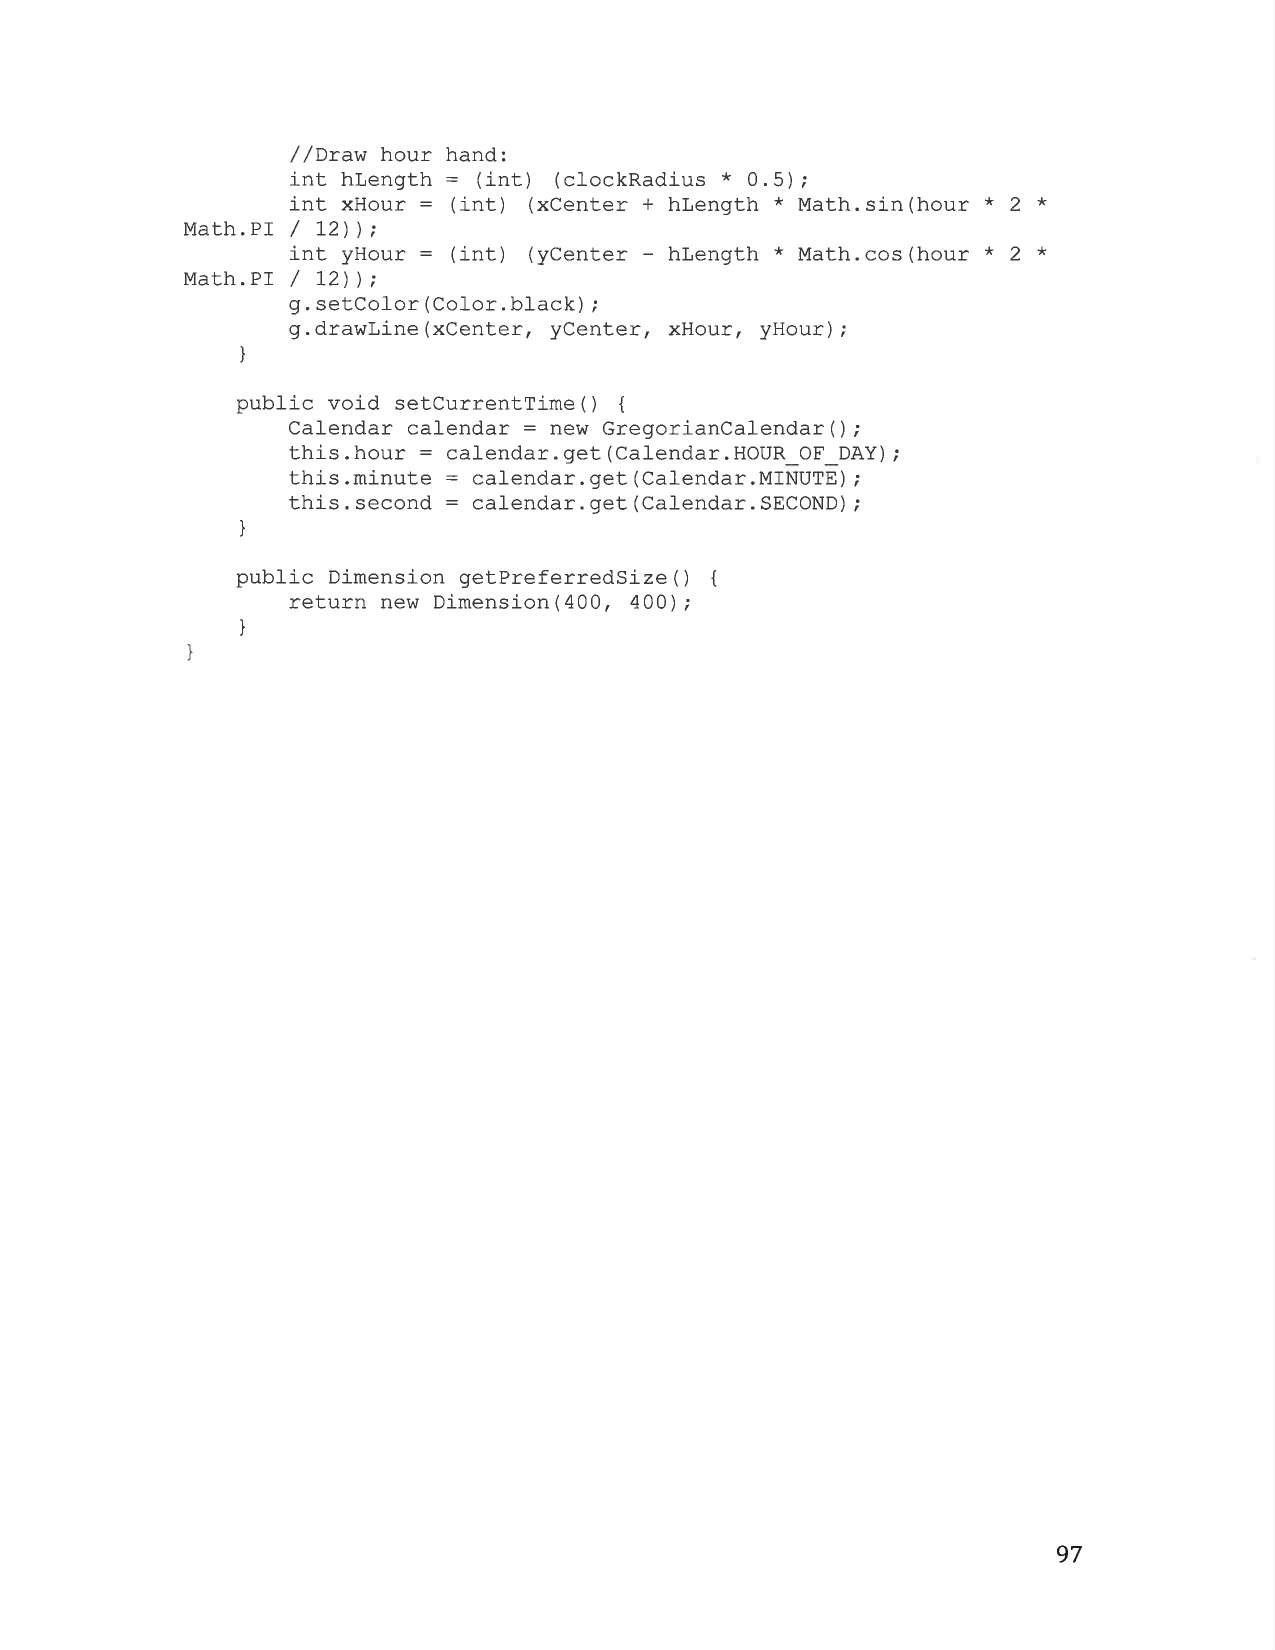 //Draw hour hand:
int hLength = (int) (clockRadius * 0.5);
int xHour = (int) (xCenter + hLength * Math.sin(hour * 2 *
Math.PI / 12));
int yHour = (int) (yCenter - hLength * Math.cos(hour * 2 *
Math.PI / 12));
g.setColor(Color.black);
g.drawLine(xCenter, yCenter, xHour, yHour);
}
public void setCurrentTime() {
Calendar calendar = new GregorianCalendar();
this.hour = calendar.get(Calendar.HOUR_OF_DAY);
this.minute = calendar.get(Calendar.MINUTE);
this.second = calendar.get(Calendar.SECOND);
}
public Dimension getPreferredSize() {
return new Dimension(400, 400);
}
}
97